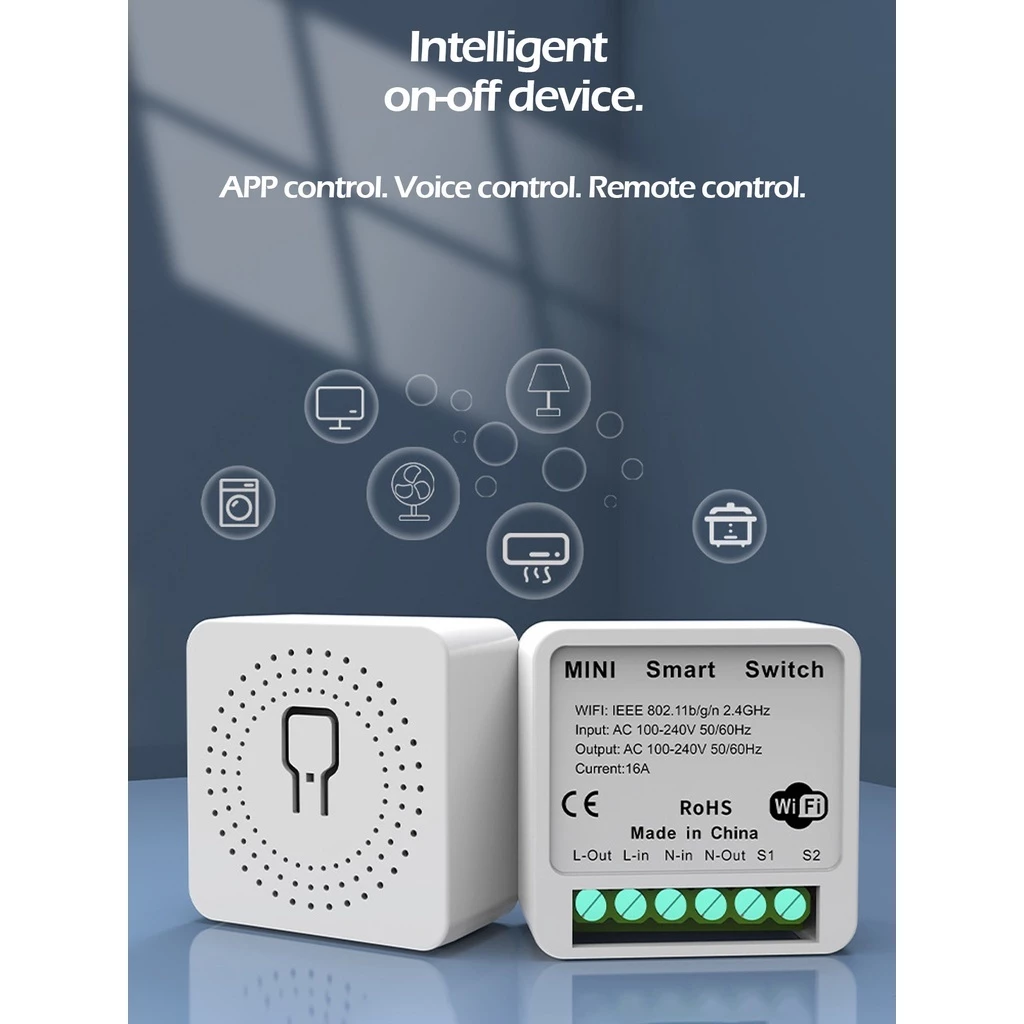 Intelligent
on-off device.
APP control. Voice control. Remote control.
MINI Smart Switch
WIFI: IEEE 802.11b/g/n 2.4GHz
Input: AC 100-240V 50/60Hz
Output: AC 100-240V 50/60Hz
Current:16A
CE RoHS WiFi
Made in China
L-Out L-in N-in N-Out S1 S2